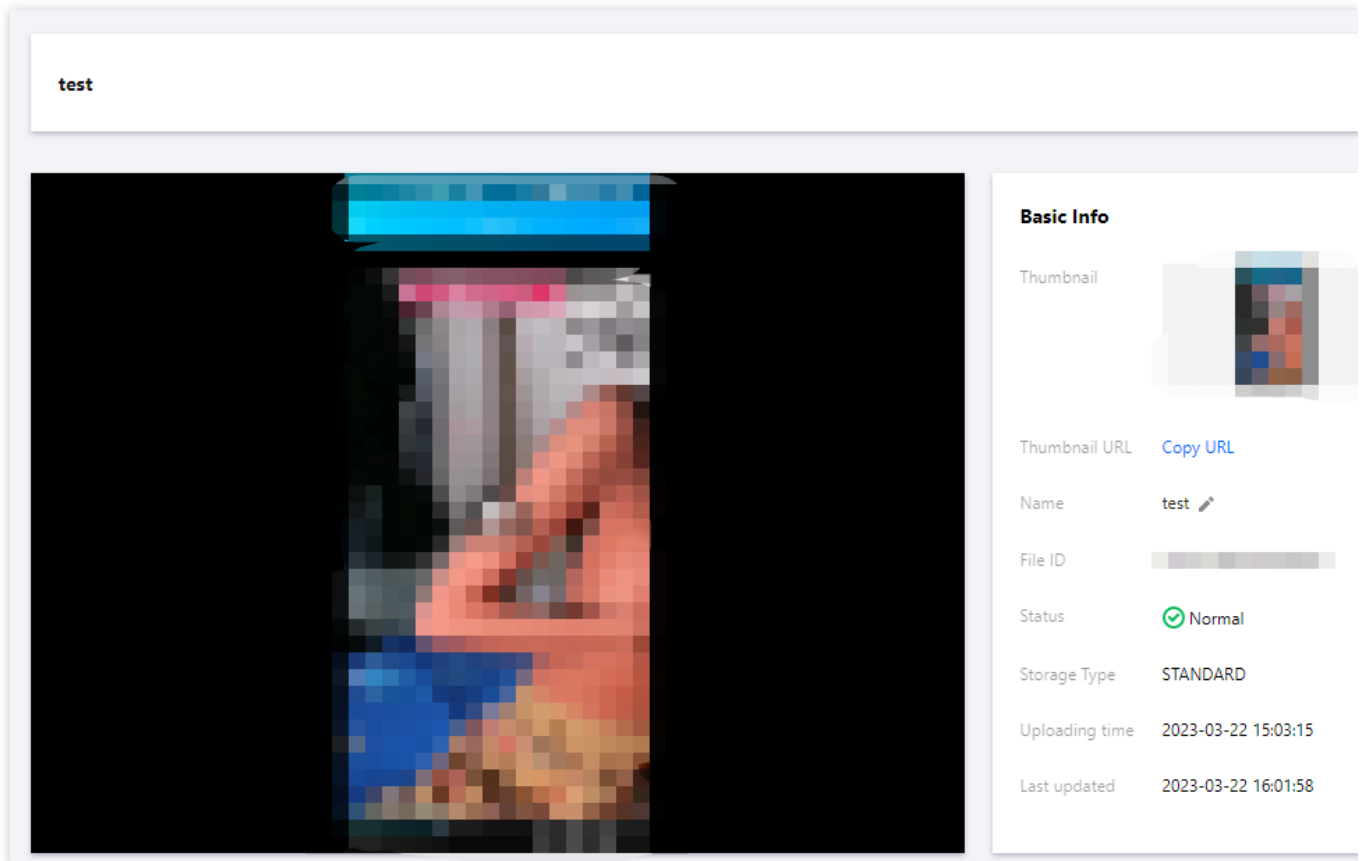 test
Basic Info
Thumbnail
Thumbnail URL Copy URL
Name test
File ID
Status Normal
Storage Type STANDARD
Uploading time 2023-03-22 15:03:15
Last updated 2023-03-22 16:01:58